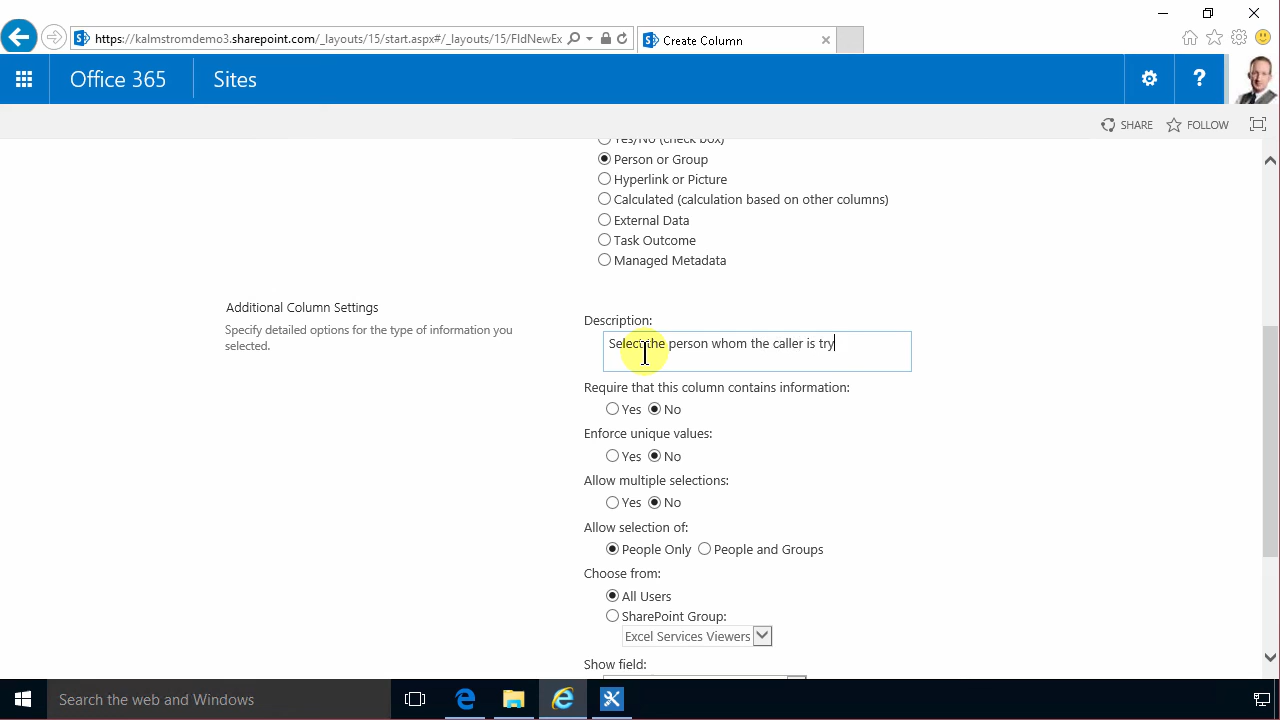 https://kalmstromdemo3.sharepoint.com/_layouts/15/start.aspx#/_layouts/15/FldNewEx
Create Column
Office 365
Sites
?
SHARE
FOLLOW
Yes/No (check box)
Person or Group
Hyperlink or Picture
Calculated (calculation based on other columns)
External Data
Task Outcome
Managed Metadata
Additional Column Settings
Specify detailed options for the type of information you
selected.
Description:
Select the person whom the caller is try
Require that this column contains information:
Yes No
Enforce unique values:
Yes No
Allow multiple selections:
Yes No
Allow selection of:
People Only People and Groups
Choose from:
All Users
SharePoint Group:
Excel Services Viewers
Show field:
Search the web and Windows